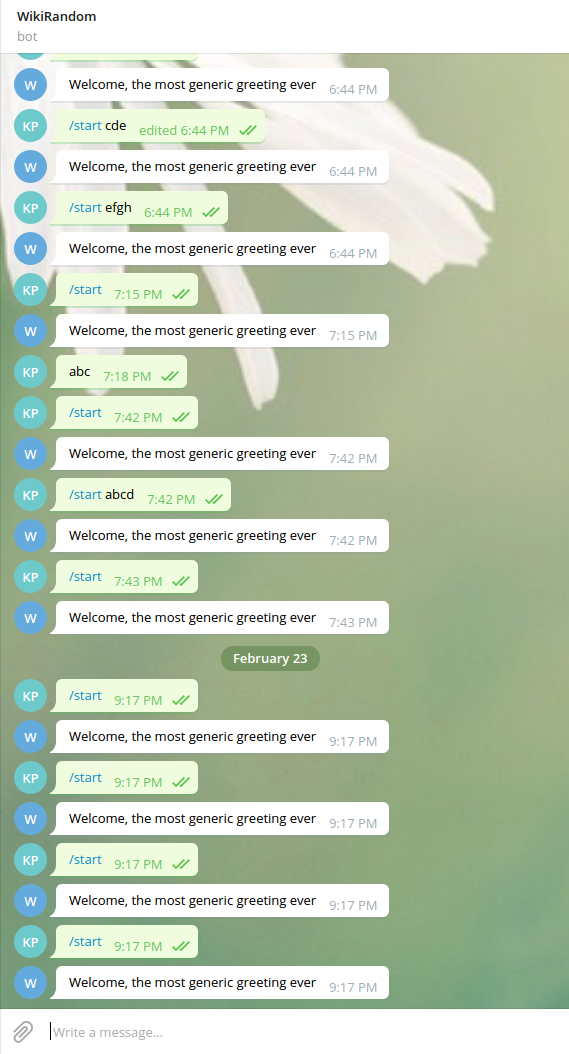 WikiRandom
bot
W Welcome, the most generic greeting ever 6:44 PM
KP /start cde edited 6:44 PM
W Welcome, the most generic greeting ever 6:44 PM
KP /start efgh 6:44 PM
W Welcome, the most generic greeting ever 6:44 PM
KP /start 7:15 PM
W Welcome, the most generic greeting ever 7:15 PM
KP abc 7:18 PM
KP /start 7:42 PM
W Welcome, the most generic greeting ever 7:42 PM
KP /start abcd 7:42 PM
W Welcome, the most generic greeting ever 7:42 PM
KP /start 7:43 PM
W Welcome, the most generic greeting ever 7:43 PM
February 23
KP /start 9:17 PM
W Welcome, the most generic greeting ever 9:17 PM
KP /start 9:17 PM
W Welcome, the most generic greeting ever 9:17 PM
KP /start 9:17 PM
W Welcome, the most generic greeting ever 9:17 PM
KP /start 9:17 PM
W Welcome, the most generic greeting ever 9:17 PM
Write a message...